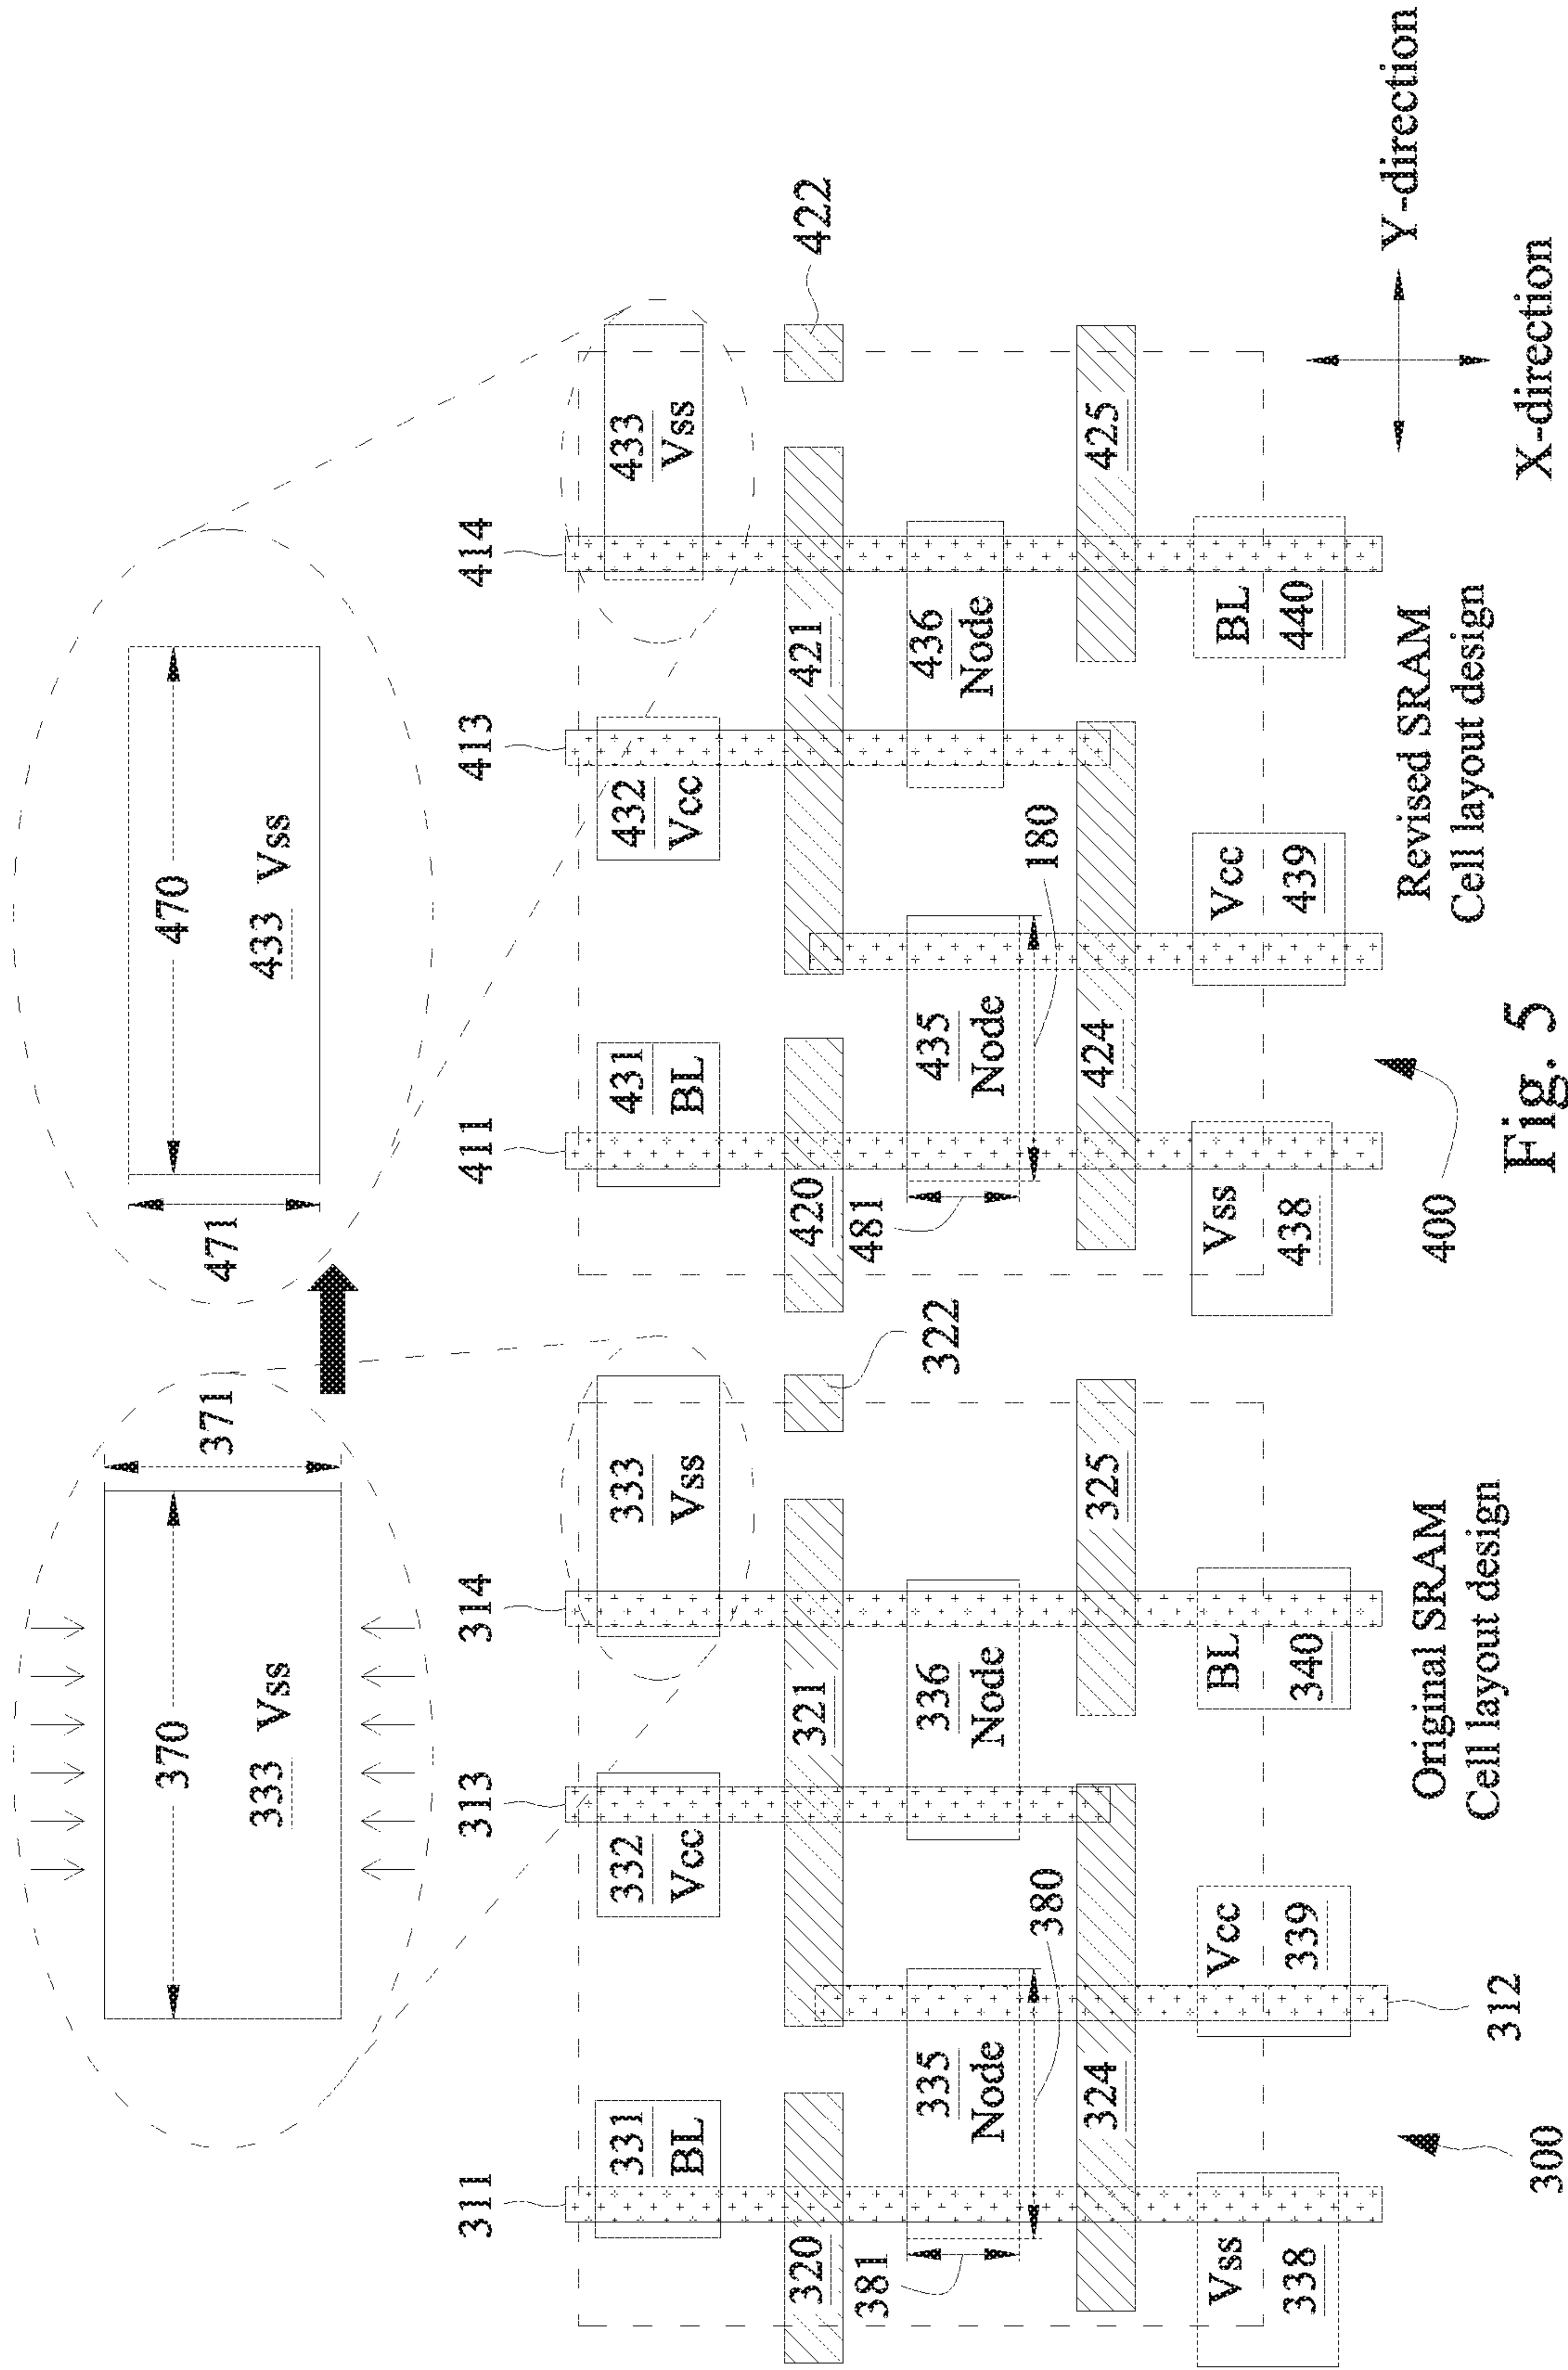 370
371
333 Vss
470
471
433 Vss
311
313
314
331
BL
332
Vcc
333
Vss
320
321
322
381
335
Node
336
Node
380
324
325
Vss
338
Vcc
339
BL
340
312
300
Original SRAM
Cell layout design
411
413
414
431
BL
432
Vcc
433
Vss
420
421
422
481
435
Node
436
Node
180
424
425
Vss
438
Vcc
439
BL
440
400
Revised SRAM
Cell layout design
Y-direction
X-direction
Fig. 5